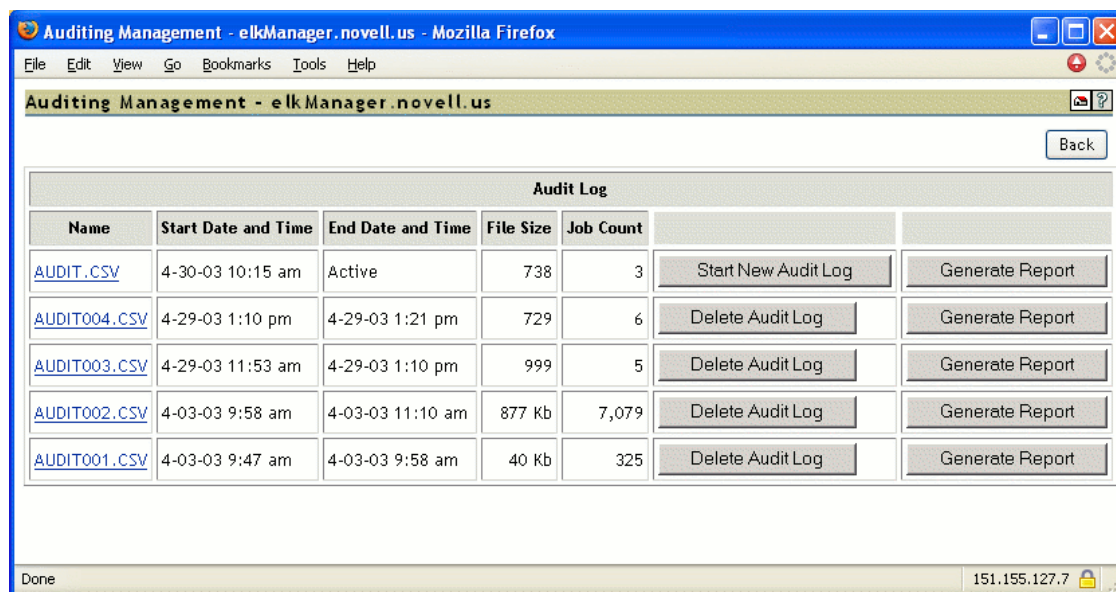 Auditing Management - elkManager.novell.us - Mozilla Firefox
File Edit View Go Bookmarks Tools Help
Auditing Management - elkManager.novell.us
?
Back
Audit Log
Name Start Date and Time End Date and Time File Size Job Count
AUDIT.CSV 4-30-03 10:15 am Active 738 3 Start New Audit Log Generate Report
AUDIT004.CSV 4-29-03 1:10 pm 4-29-03 1:21 pm 729 6 Delete Audit Log Generate Report
AUDIT003.CSV 4-29-03 11:53 am 4-29-03 1:10 pm 999 5 Delete Audit Log Generate Report
AUDIT002.CSV 4-03-03 9:58 am 4-03-03 11:10 am 877 Kb 7,079 Delete Audit Log Generate Report
AUDIT001.CSV 4-03-03 9:47 am 4-03-03 9:58 am 40 Kb 325 Delete Audit Log Generate Report
Done 151.155.127.7